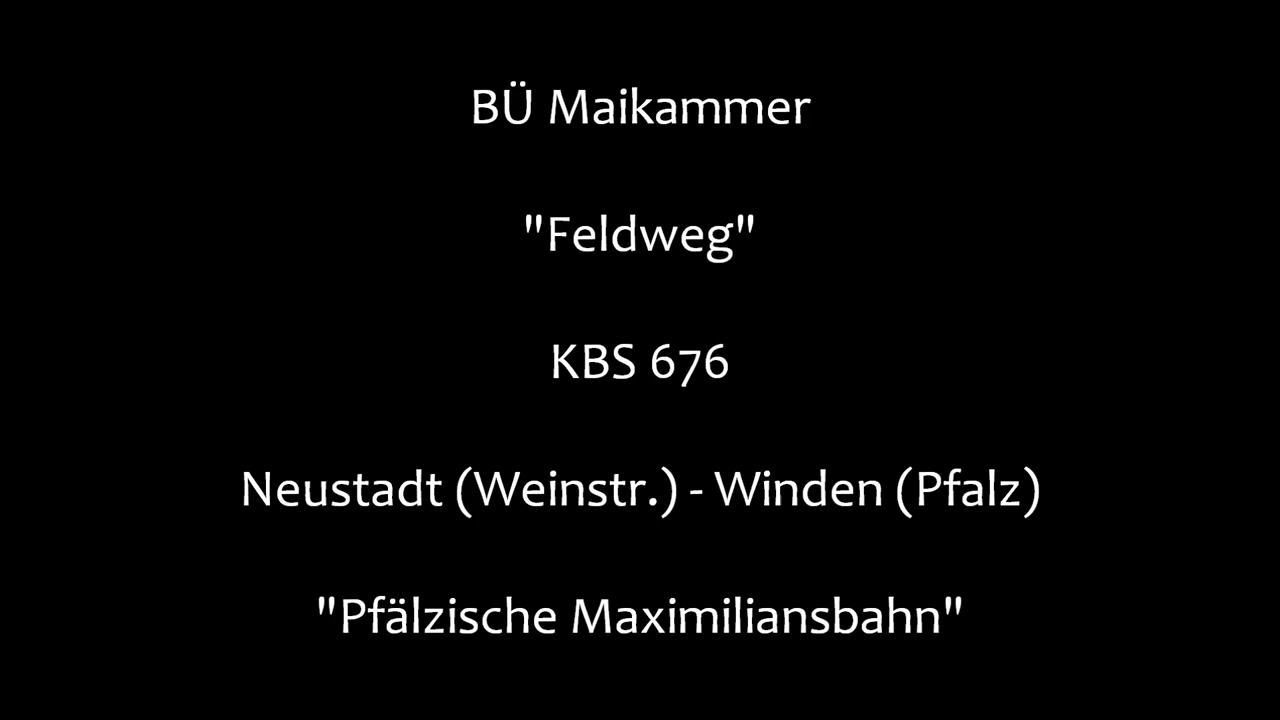 BÜ Maikammer
"Feldweg"
KBS 676
Neustadt (Weinstr.) - Winden (Pfalz)
"Pfälzische Maximiliansbahn"